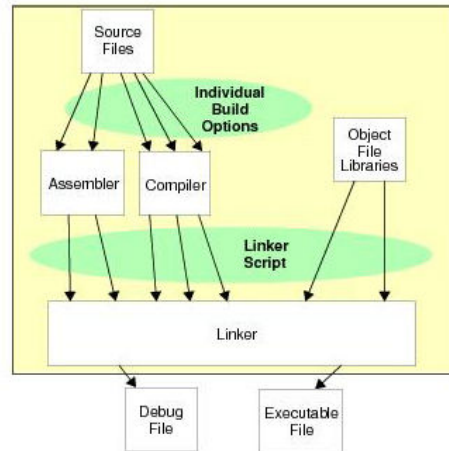 Source
Files
Individual
Build
Options
Object
File
Libraries
Assembler
Compiler
Linker
Script
Linker
Debug
File
Executable
File